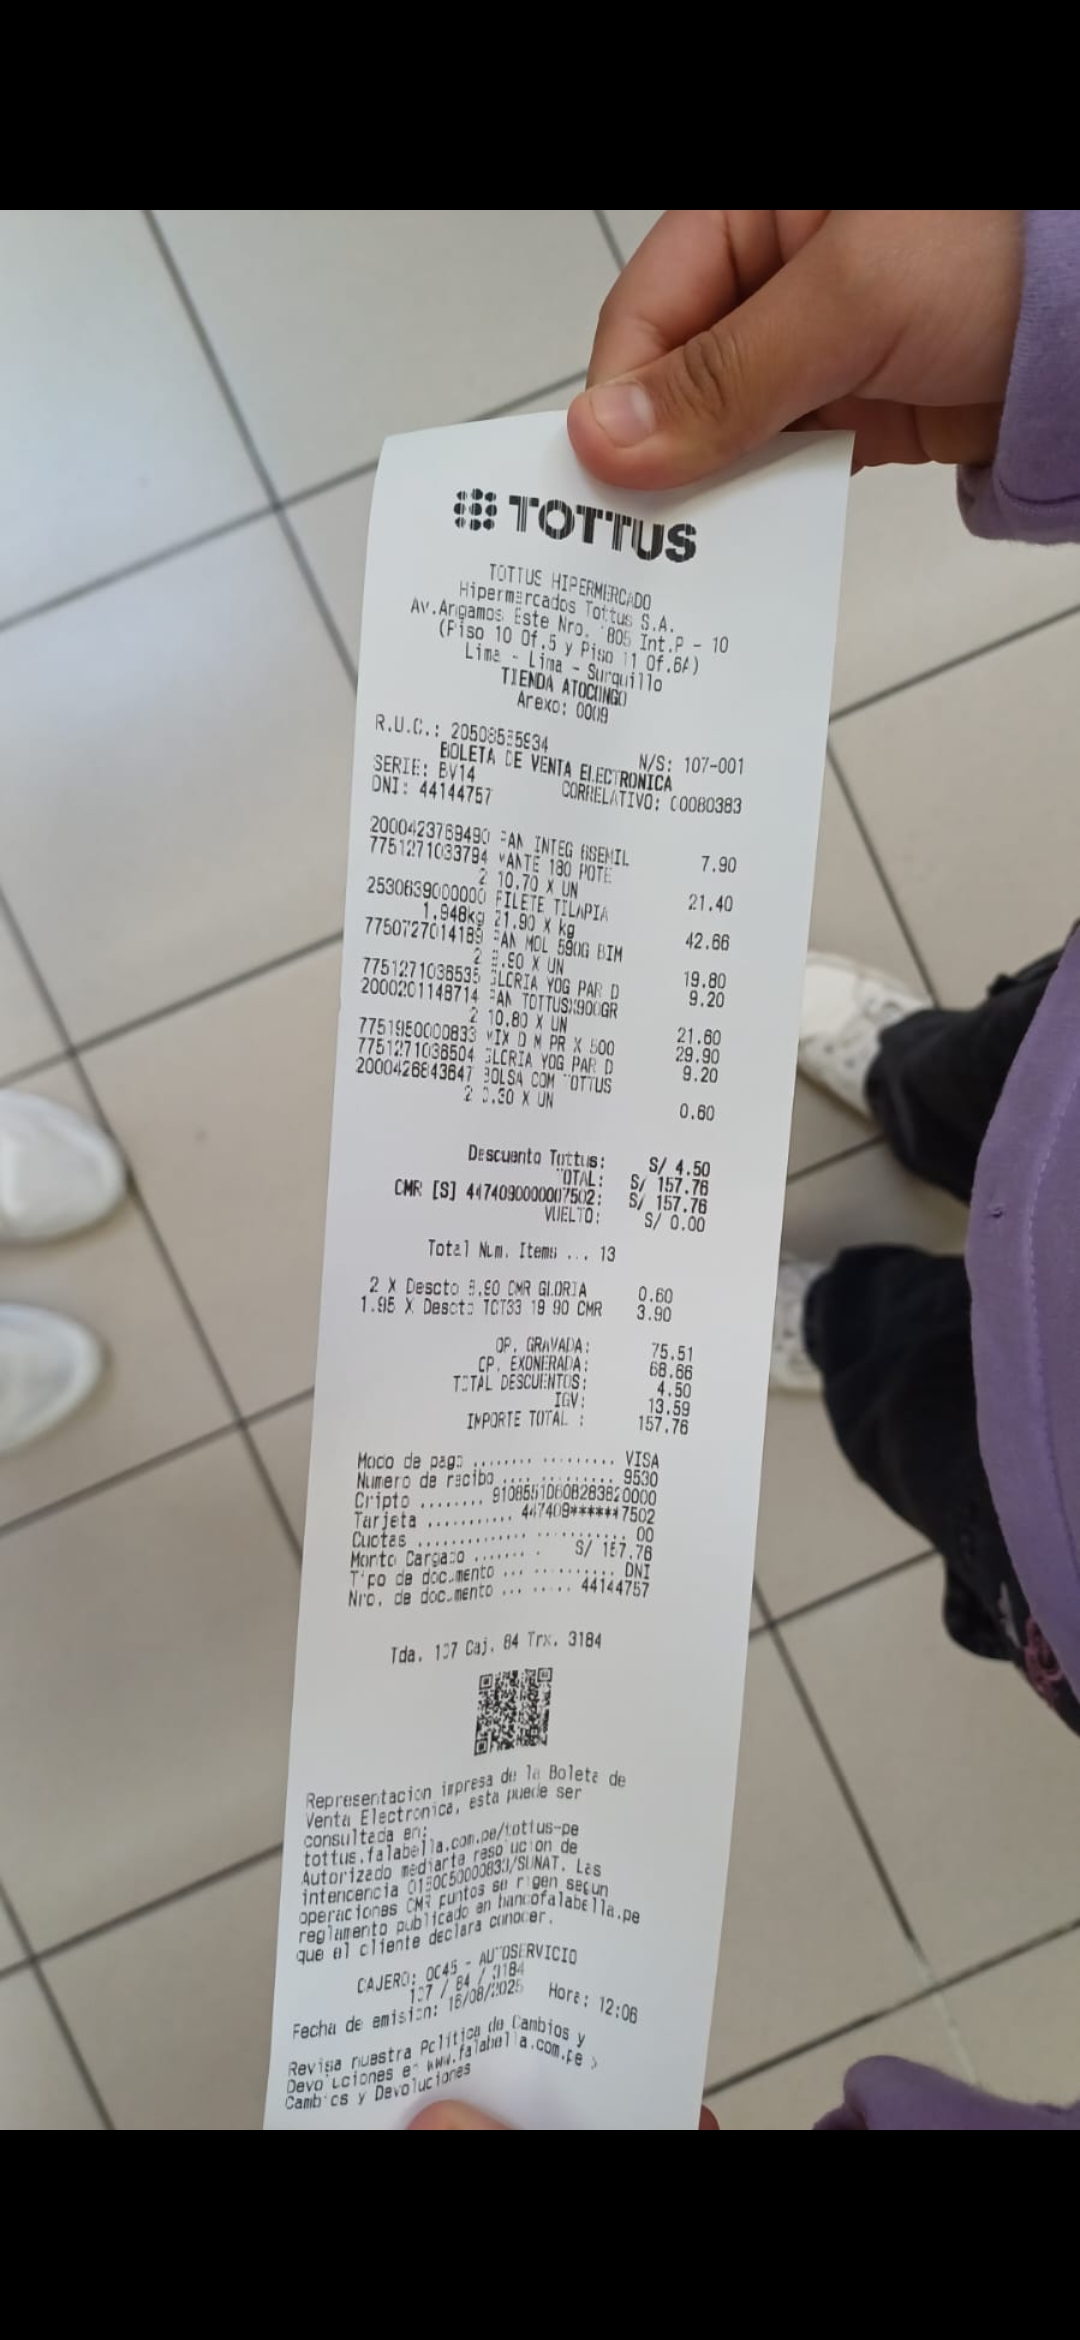 TOTTUS
TOTTUS HIPERMERCADO
Hipermercados Tottus S.A.
Av.Angamos Este Nro. 1805 Int.P - 10
(Piso 10 Of.5 y Piso 11 Of.6A)
Lima - Lima - Surquillo
TIENDA ATOCONGO
Anexo: 0009
R.U.C.: 20508565934
N/S: 107-001
BOLETA DE VENTA ELECTRONICA
SERIE: BV14 CORRELATIVO: 00080383
DNI: 44144757
2000423769490 PAN INTEG 6SEMIL 7.90
7751271033794 MANTE 180 POTE
2 10.70 X UN 21.40
2530639000000 FILETE TILAPIA
1.948kg 21.90 X kg 42.66
7750727014189 PAN MOL 590G BIM
2 9.90 X UN 19.80
7751271036535 GLORIA YOG PAR D 9.20
2000201148714 PAN TOTTUSX900GR
2 10.80 X UN 21.60
7751950000833 MIX D M PR X 500 29.90
7751271036504 GLORIA YOG PAR D 9.20
2000426843647 BOLSA COM TOTTUS
2 0.30 X UN 0.60
Descuento Tottus: S/ 4.50
TOTAL: S/ 157.76
CMR [S] 4474090000007502: S/ 157.76
VUELTO: S/ 0.00
Total Num. Items ... 13
2 X Descto 8.90 CMR GLORIA 0.60
1.95 X Descto TOT33 19 90 CMR 3.90
OP. GRAVADA: 75.51
OP. EXONERADA: 68.66
TOTAL DESCUENTOS: 4.50
IGV: 13.59
IMPORTE TOTAL : 157.76
Modo de pago ........ ......... VISA
Numero de recibo .... ......... 9530
Cripto ........ 9108551D60B283820000
Tarjeta ........... 447409******7502
Cuotas .............. ........... 00
Monto Cargado ....... . S/ 157.76
Tipo de documento ... .......... DNI
Nro. de documento ... ..... 44144757
Tda. 107 Caj. 84 Trx. 3184
Representacion impresa de la Boleta de
Venta Electronica, esta puede ser
consultada en:
tottus.falabella.com.pe/tottus-pe
Autorizado mediante resolucion de
intencencia 0180050000833/SUNAT. Las
operaciones CMR puntos se rigen segun
reglamento publicado en bancofalabella.pe
que el cliente declara conocer.
CAJERO: 0C45 - AUTOSERVICIO
107 / 84 / 3184
Fecha de emision: 16/08/2025 Hora: 12:06
Revisa nuestra Politica de Cambios y
Devoluciones en www.falabella.com.pe >
Cambios y Devoluciones